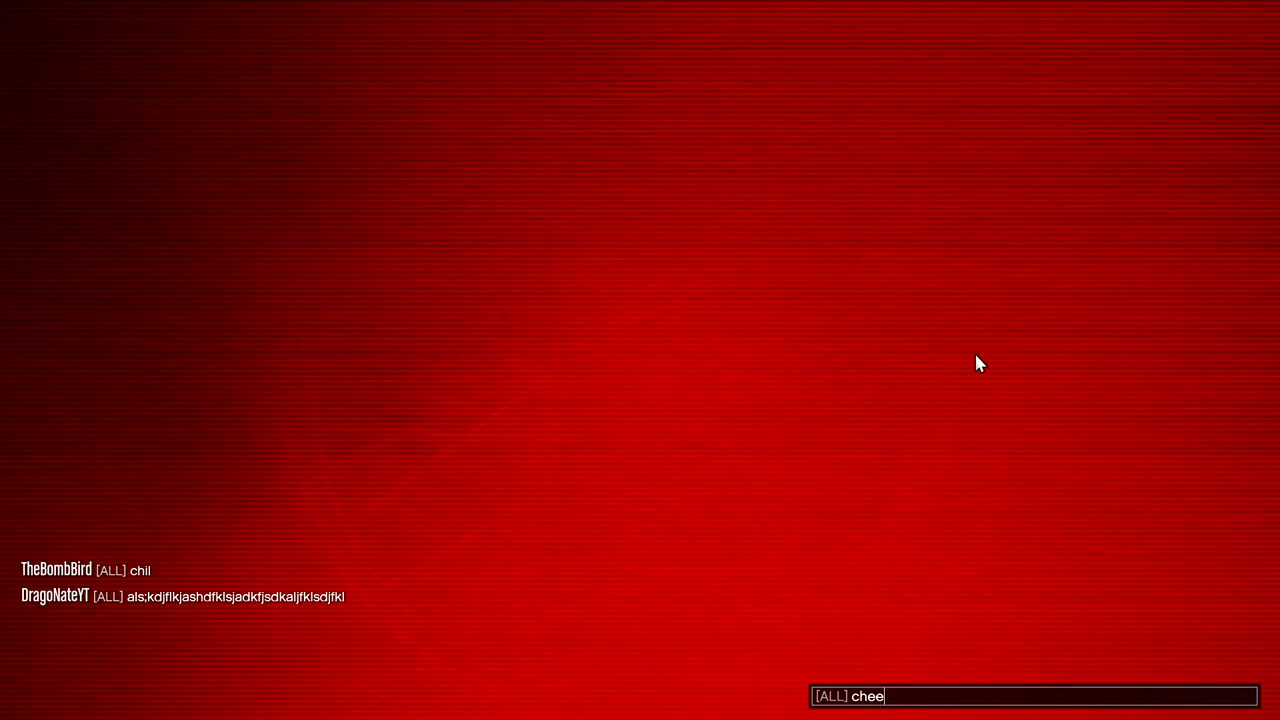 TheBombBird [ALL] chil
DragoNateYT [ALL] als;kdjflkjashdfklsjadkfjsdkaljfklsdjfkl
[ALL] chee